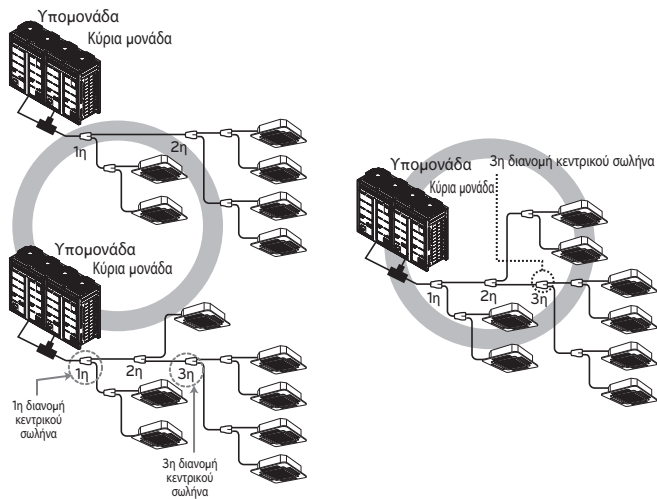 Υπομονάδα
Κύρια μονάδα
1η
2η
Υπομονάδα
Κύρια μονάδα
1η
2η
3η
1η διανομή
κεντρικού
σωλήνα
3η διανομή
κεντρικού
σωλήνα
3η διανομή κεντρικού σωλήνα
Υπομονάδα
Κύρια μονάδα
1η
2η
3η